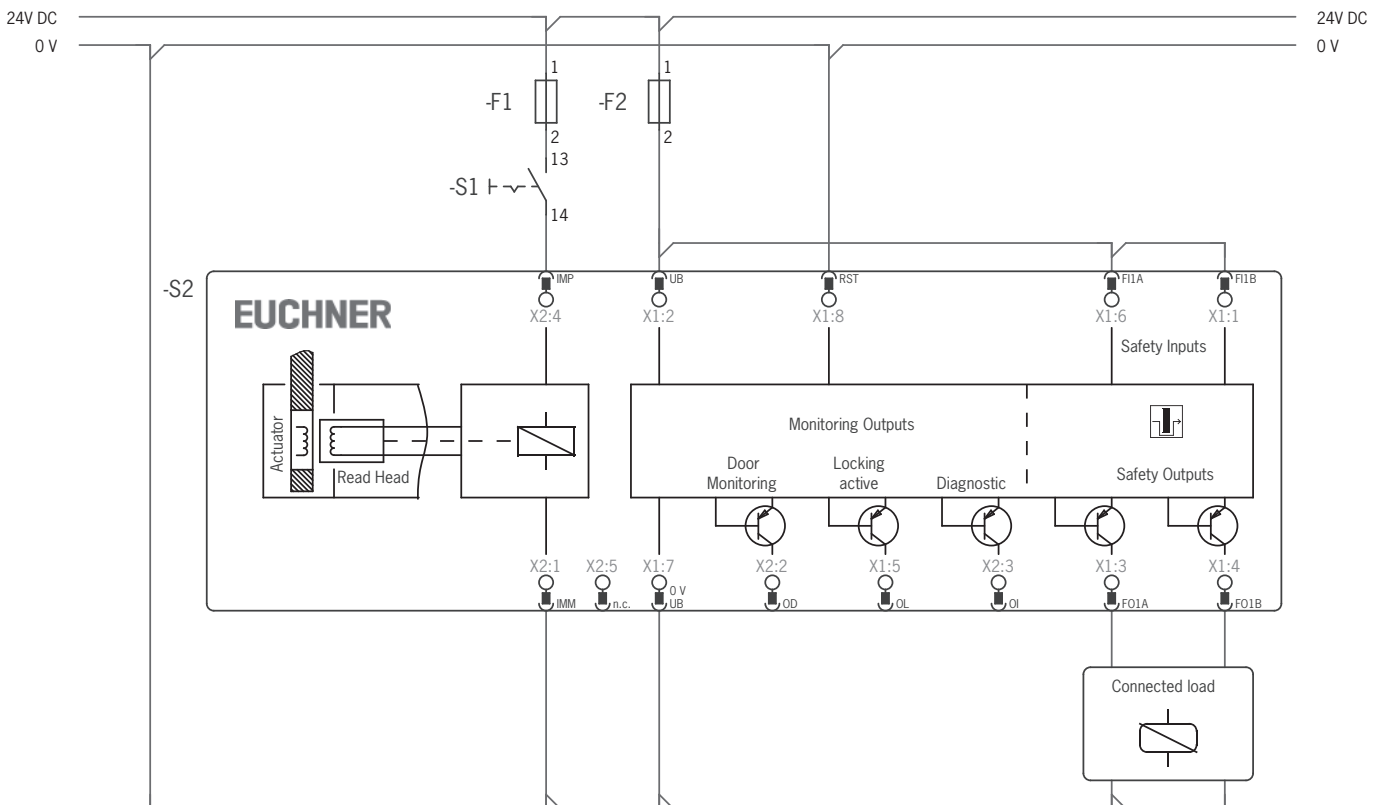 24V DC
24V DC
0 V
0 V
1
1
-F1
-F2
2
2
13
-S1
14
-S2
IMP
UB
RST
FI1A
FI1B
EUCHNER
X2:4
X1:2
X1:8
X1:6
X1:1
Safety Inputs
Actuator
Read Head
Monitoring Outputs
Door
Monitoring
Locking
active
Diagnostic
Safety Outputs
X2:1
X2:5
X1:7
X2:2
X1:5
X2:3
X1:3
X1:4
IMM
n.c.
0 V
UB
OD
OL
OI
FO1A
FO1B
Connected load